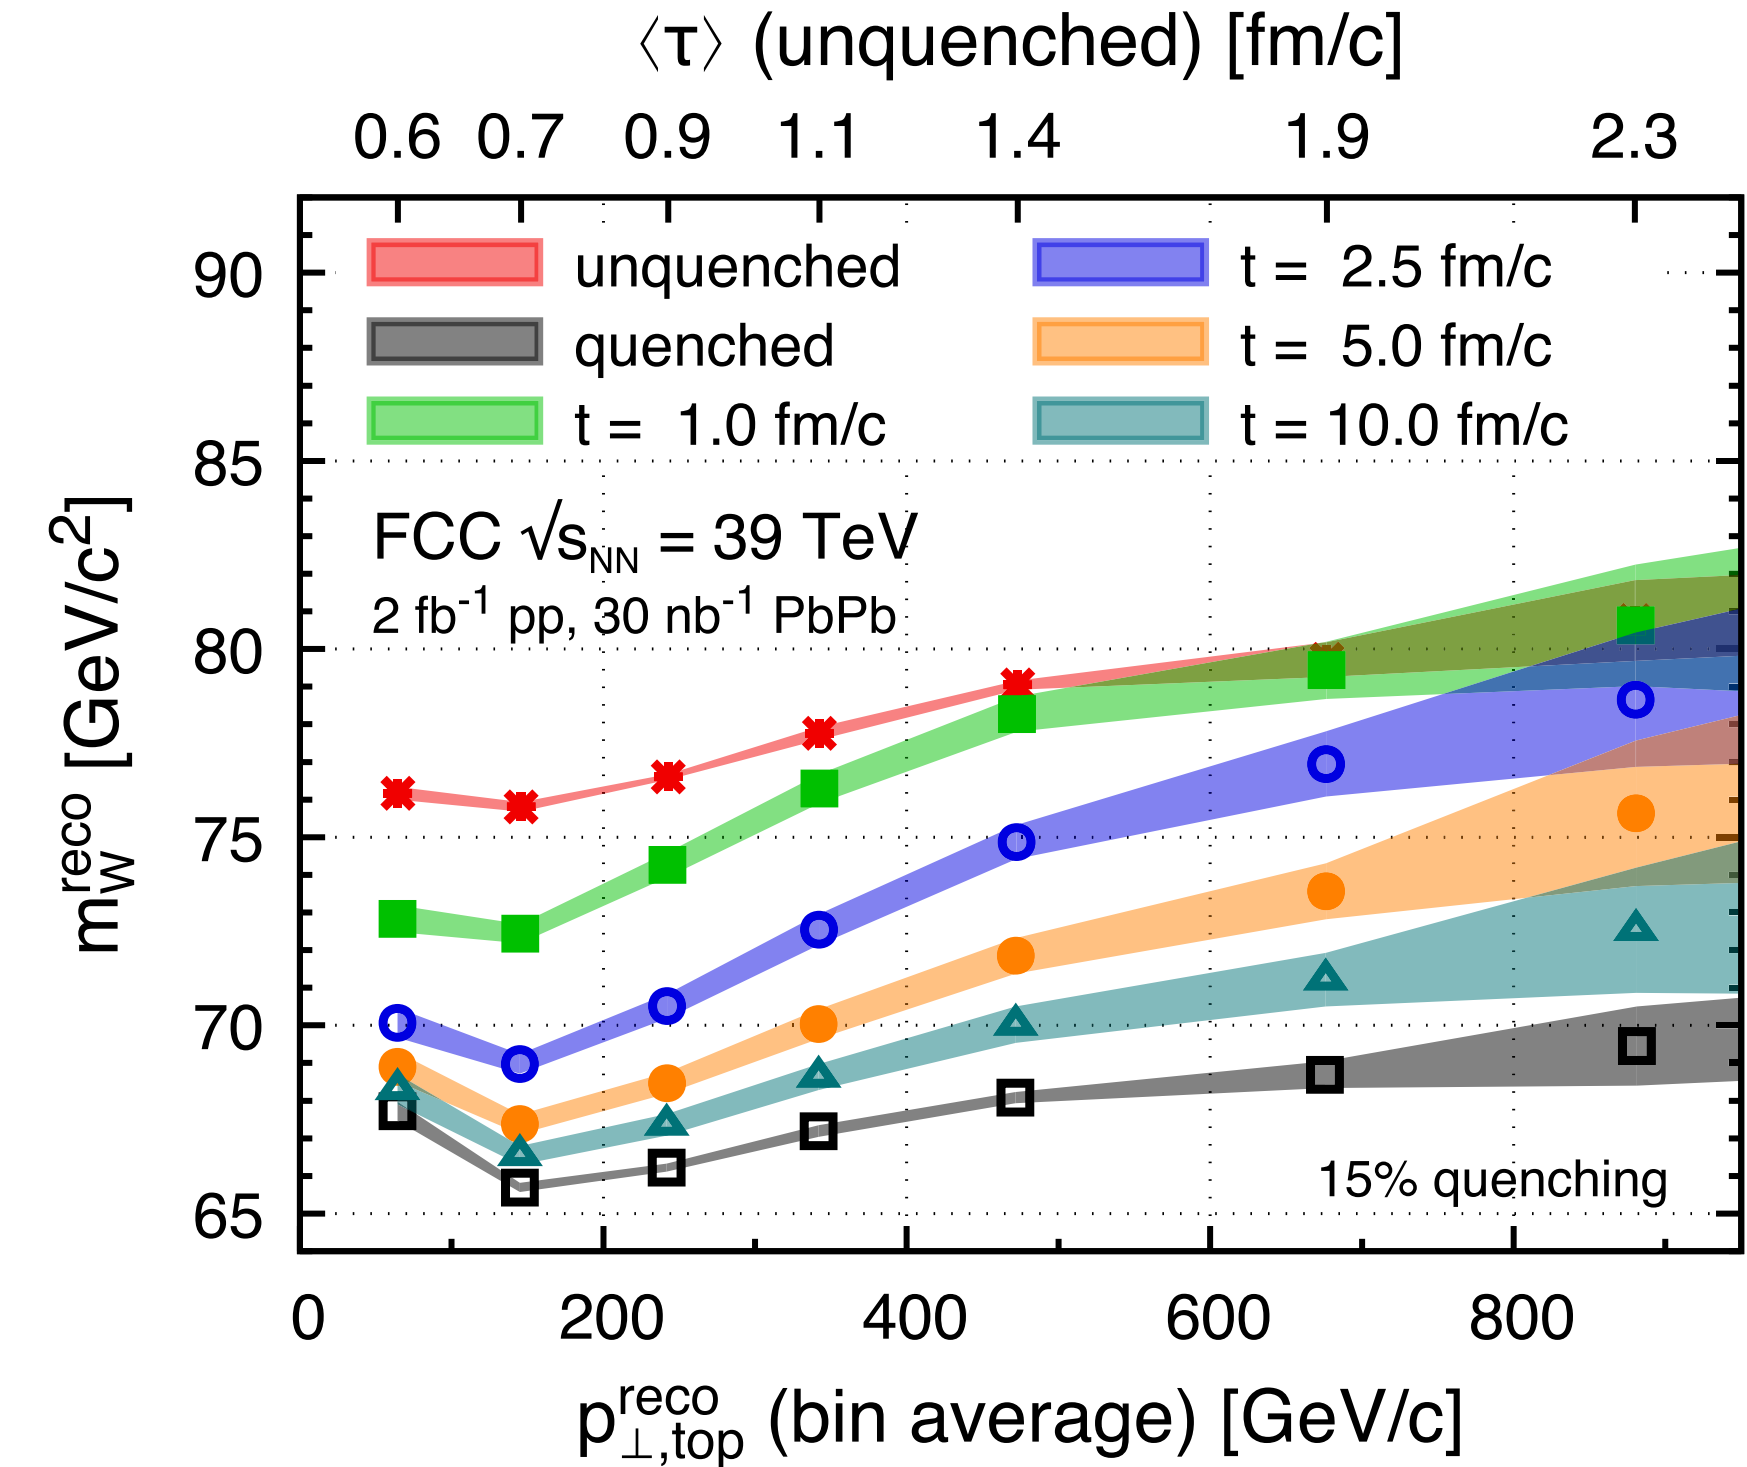 ⟨τ⟩ (unquenched) [fm/c]
0.6 0.7 0.9 1.1 1.4 1.9 2.3
90
85
80
75
70
65
m_W^reco [GeV/c²]
unquenched
quenched
t = 1.0 fm/c
t = 2.5 fm/c
t = 5.0 fm/c
t = 10.0 fm/c
FCC √s_NN = 39 TeV
2 fb⁻¹ pp, 30 nb⁻¹ PbPb
15% quenching
0 200 400 600 800
p_⊥,top^reco (bin average) [GeV/c]